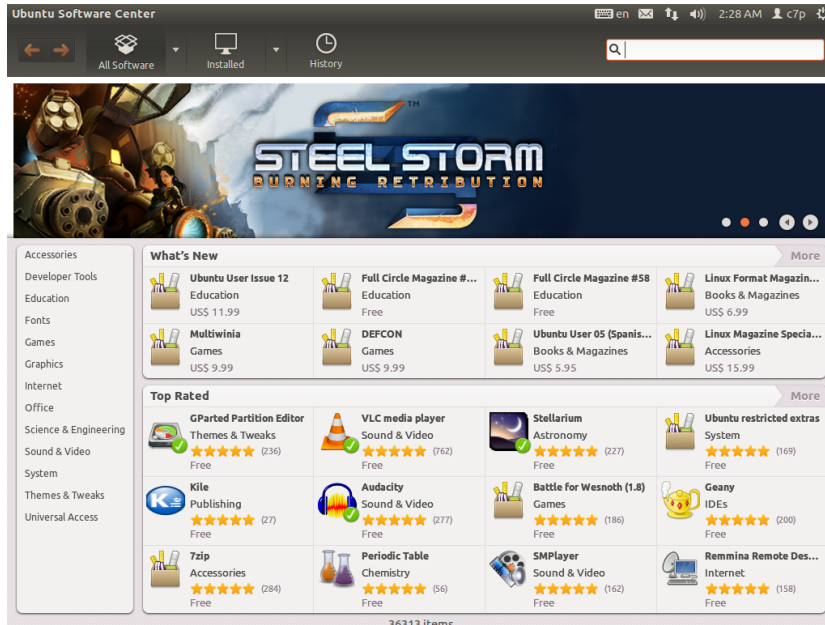 Ubuntu Software Center
en
2:28 AM
c7p
All Software
Installed
History
TM
STEEL STORM
BURNING RETRIBUTION
Accessories
Developer Tools
Education
Fonts
Games
Graphics
Internet
Office
Science & Engineering
Sound & Video
System
Themes & Tweaks
Universal Access
What's New
More
Ubuntu User Issue 12
Education
US$ 11.99
Full Circle Magazine #...
Education
Free
Full Circle Magazine #58
Education
Free
Linux Format Magazin...
Books & Magazines
US$ 6.99
Multiwinia
Games
US$ 9.99
DEFCON
Games
US$ 9.99
Ubuntu User 05 (Spanis...
Books & Magazines
US$ 5.95
Linux Magazine Specia...
Accessories
US$ 15.99
Top Rated
More
GParted Partition Editor
Themes & Tweaks
(236)
Free
VLC media player
Sound & Video
(762)
Free
Stellarium
Astronomy
(227)
Free
Ubuntu restricted extras
System
(169)
Free
Kile
Publishing
(27)
Free
Audacity
Sound & Video
(277)
Free
Battle for Wesnoth (1.8)
Games
(186)
Free
Geany
IDEs
(200)
Free
7zip
Accessories
(284)
Free
Periodic Table
Chemistry
(56)
Free
SMPlayer
Sound & Video
(162)
Free
Remmina Remote Des...
Internet
(158)
Free
36313 items